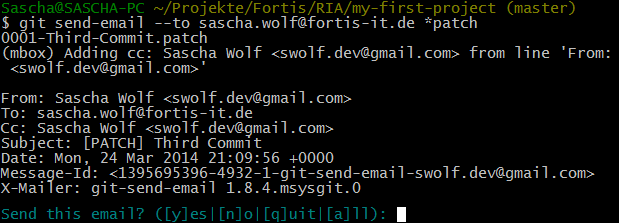 Sascha@SASCHA-PC ~/Projekte/Fortis/RIA/my-first-project (master)
$ git send-email --to sascha.wolf@fortis-it.de *patch
0001-Third-Commit.patch
(mbox) Adding cc: Sascha Wolf <swolf.dev@gmail.com> from line 'From:
 <swolf.dev@gmail.com>'
From: Sascha Wolf <swolf.dev@gmail.com>
To: sascha.wolf@fortis-it.de
Cc: Sascha Wolf <swolf.dev@gmail.com>
Subject: [PATCH] Third Commit
Date: Mon, 24 Mar 2014 21:09:56 +0000
Message-Id: <1395695396-4932-1-git-send-email-swolf.dev@gmail.com>
X-Mailer: git-send-email 1.8.4.msysgit.0
Send this email? ([y]es|[n]o|[q]uit|[a]ll):